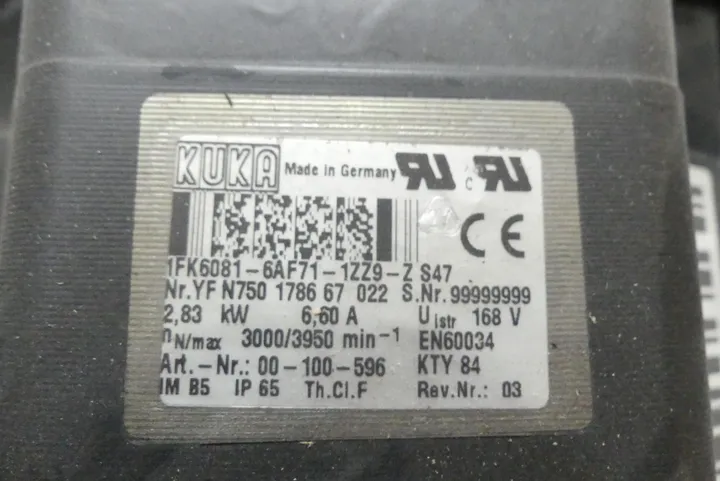 KUKA Made in Germany
C
CE
1FK6081-6AF71-1ZZ9-Z S47
Nr.YF N750 1786 67 022 S.Nr.99999999
2,83 kW 6,60 A U Istr 168 V
nN/max 3000/3950 min-1 EN60034
Art.-Nr.: 00-100-596 KTY 84
IM B5 IP 65 Th.Cl.F Rev.Nr.: 03